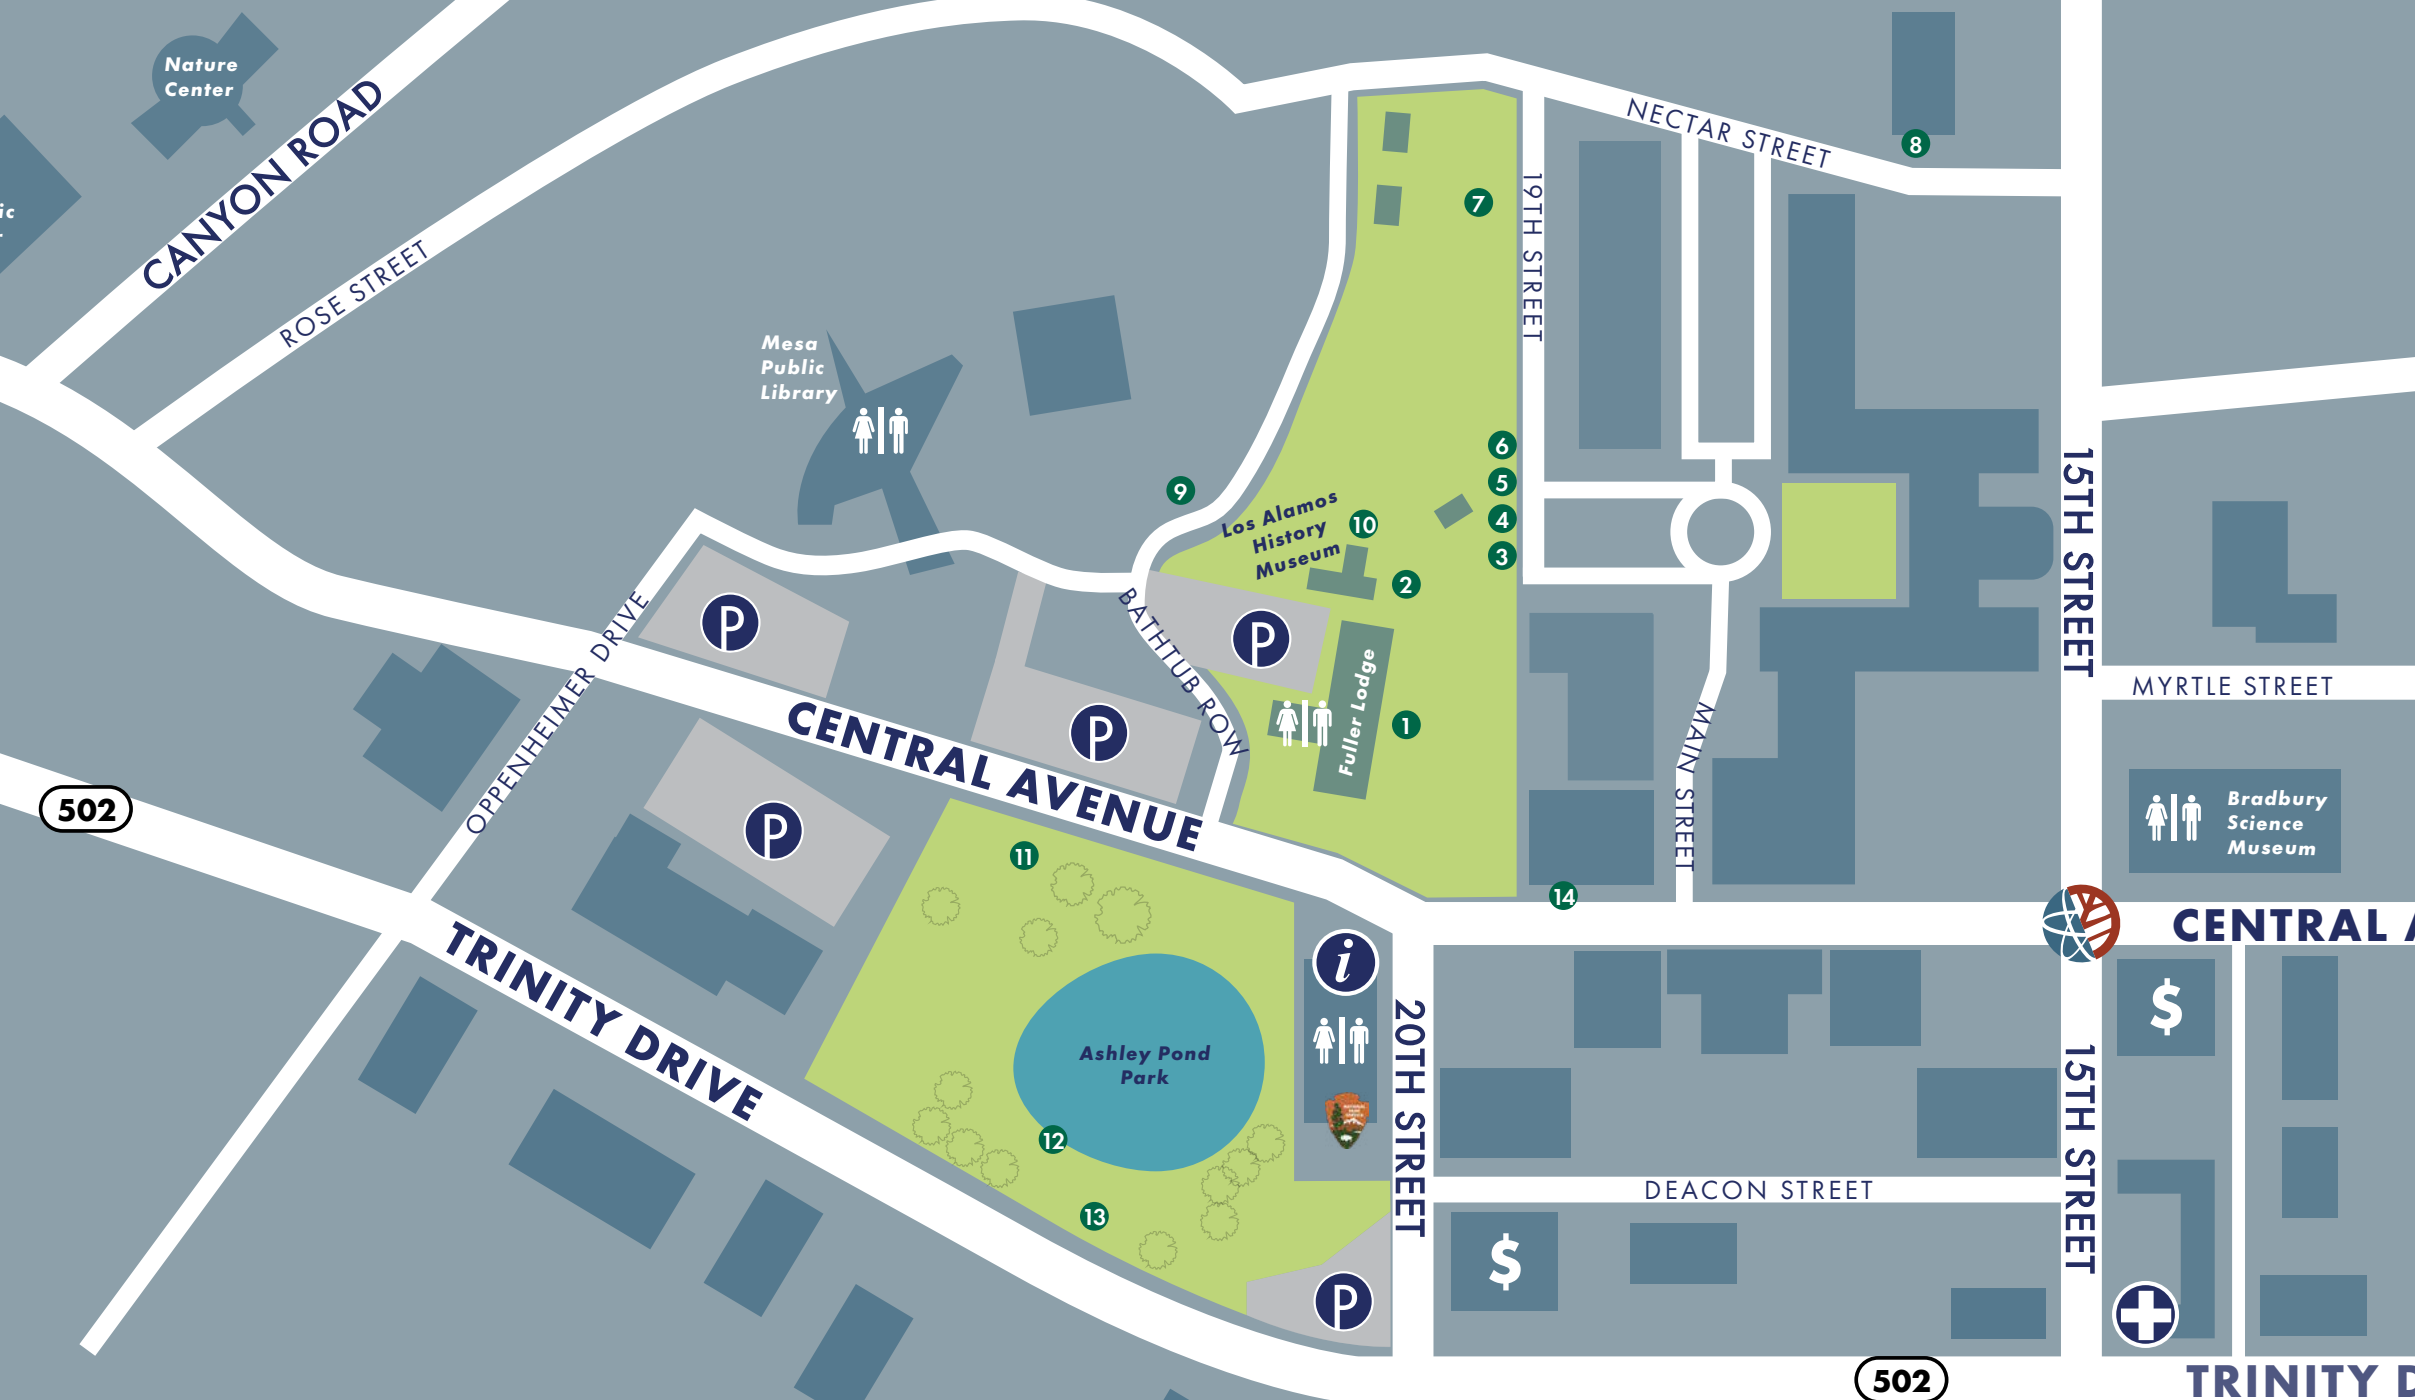 Nature
Center
CANYON ROAD
ROSE STREET
ic
NECTAR STREET
8
7
19TH STREET
Mesa
Public
Library
6
5
4
3
9
Los Alamos
History
Museum
10
2
15TH STREET
P
P
BATHTUB ROW
OPPENHEIMER DRIVE
Fuller Lodge
1
MYRTLE STREET
MAIN STREET
CENTRAL AVENUE
P
P
502
Bradbury
Science
Museum
11
14
CENTRAL A
TRINITY DRIVE
i
$
20TH STREET
Ashley Pond
Park
15TH STREET
12
13
DEACON STREET
$
P
502
TRINITY D